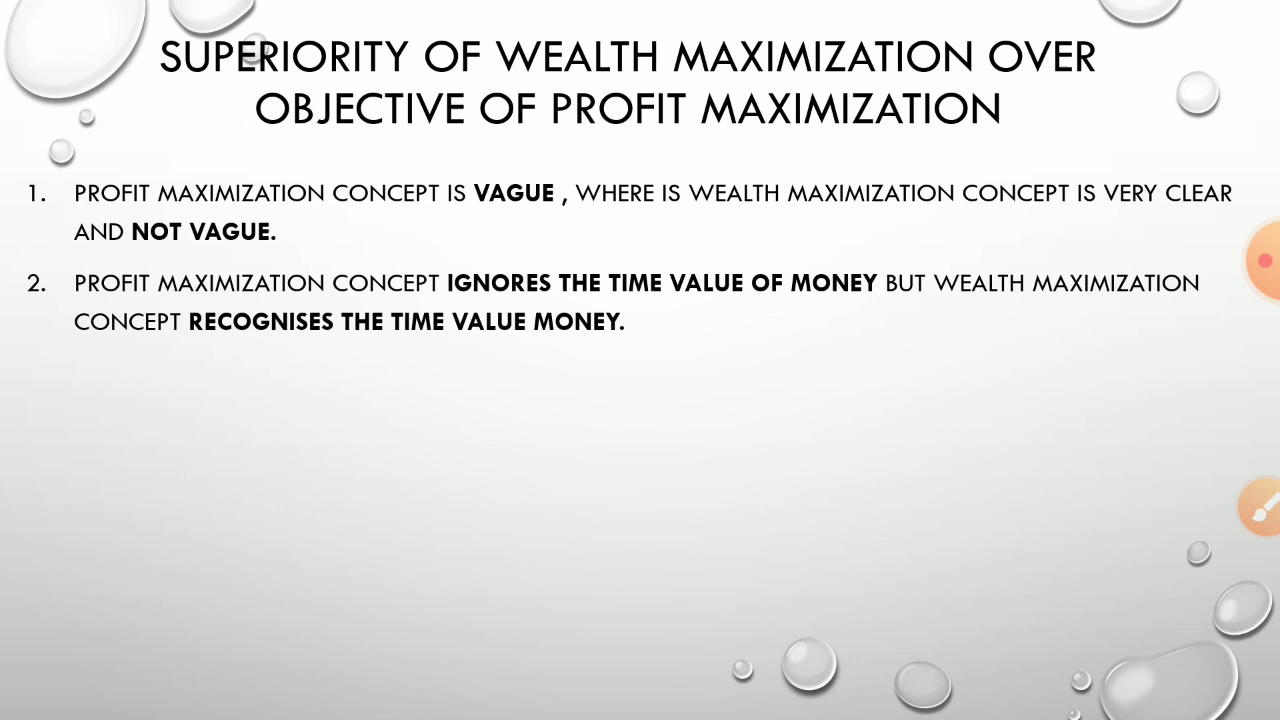 SUPERIORITY OF WEALTH MAXIMIZATION OVER
OBJECTIVE OF PROFIT MAXIMIZATION
1. PROFIT MAXIMIZATION CONCEPT IS VAGUE , WHERE IS WEALTH MAXIMIZATION CONCEPT IS VERY CLEAR
AND NOT VAGUE.
2. PROFIT MAXIMIZATION CONCEPT IGNORES THE TIME VALUE OF MONEY BUT WEALTH MAXIMIZATION
CONCEPT RECOGNISES THE TIME VALUE MONEY.